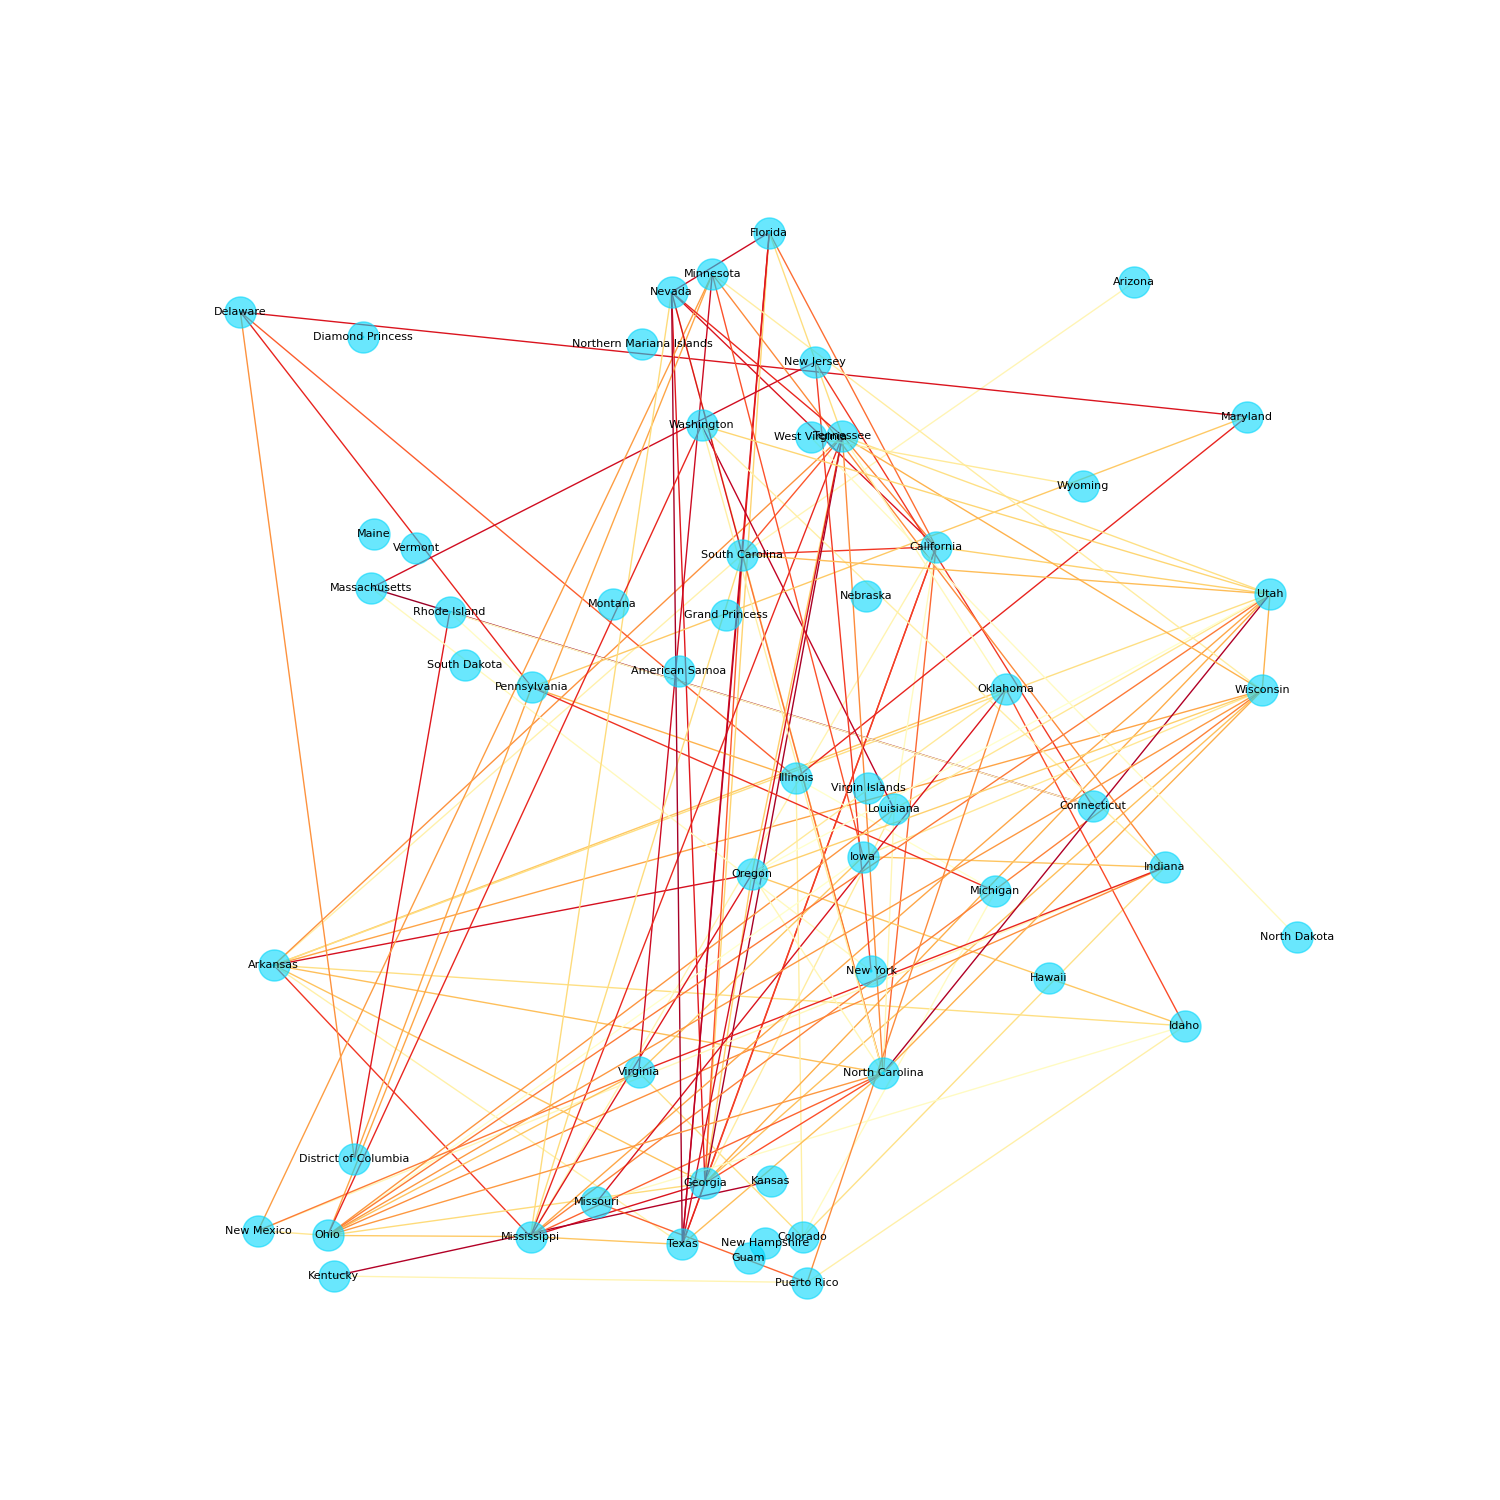 Florida
Minnesota
Arizona
Nevada
Delaware
Diamond Princess
Northern Mariana Islands
New Jersey
Maryland
Washington
West Virginia
Tennessee
Wyoming
Maine
Vermont
South Carolina
California
Massachusetts
Nebraska
Utah
Montana
Rhode Island
Grand Princess
South Dakota
American Samoa
Pennsylvania
Oklahoma
Wisconsin
Illinois
Virgin Islands
Connecticut
Louisiana
Iowa
Indiana
Oregon
Michigan
North Dakota
Arkansas
New York
Hawaii
Idaho
Virginia
North Carolina
District of Columbia
Georgia
Kansas
Missouri
New Mexico
Ohio
Mississippi
Texas
New Hampshire
Colorado
Guam
Kentucky
Puerto Rico